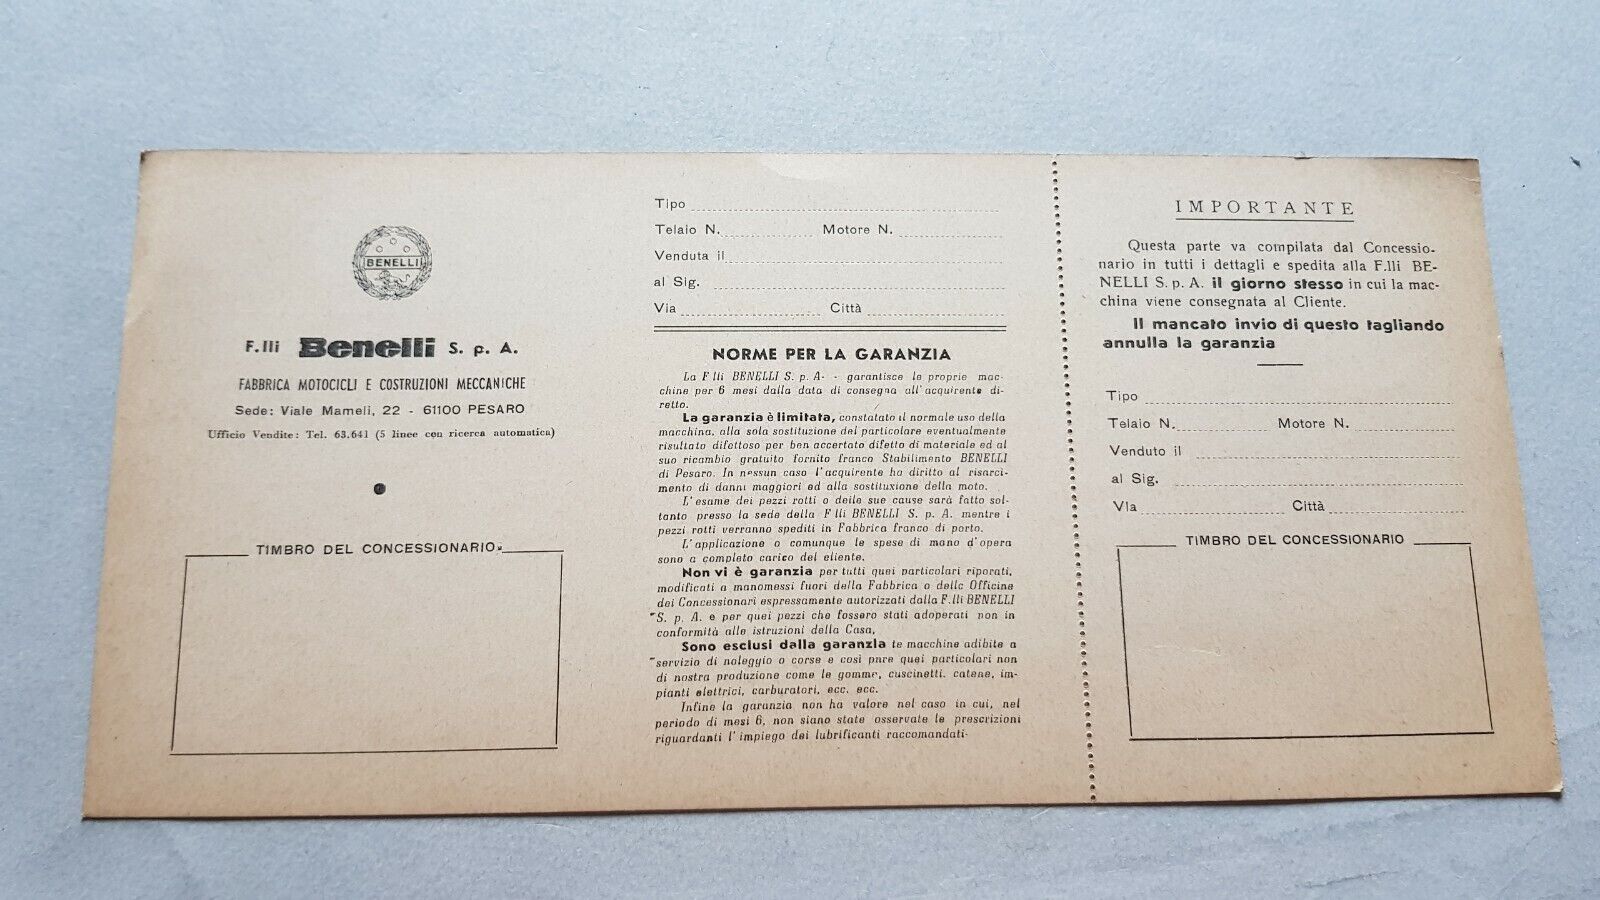 BENELLI
F.lli Benelli S. p. A.
FABBRICA MOTOCICLI E COSTRUZIONI MECCANICHE
Sede: Viale Mameli, 22 - 61100 PESARO
Ufficio Vendite: Tel. 63.641 (5 linee con ricerca automatica)
TIMBRO DEL CONCESSIONARIO
Tipo
Telaio N. Motore N.
Venduta il
al Sig.
Via Città
NORME PER LA GARANZIA
La F lli BENELLI S. p. A- - garantisce le proprie mac-
chine per 6 mesi dalla data di consegna all'acquirente di-
retto.
La garanzia è limitata, constatato il normale uso della
macchina, alla sola sostituzione del particolare eventualmente
risultato difettoso per ben accertato difetto di materiale ed al
suo ricambio gratuito fornito franco Stabilimento BENELLI
di Pesaro. In nessun caso l'acquirente ha diritto al risarci-
mento di danni maggiori ed alla sostituxione della moto.
L'esame dei pezzi rotti o deile sue cause sarà fatto sol-
tanto presso la sede della F lli BENELLI S. p. A. mentre i
pezzi rotti verranno spediti in Fabbrica franco di porto.
L'applicazione o comunque le spese di mano d'opera
sono a completo carico del cliente.
Non vi è garanzia per tutti quei particolari riporati,
modificati a manomessi fuori della Fabbrica o delle Officine
dei Concessionari espressamente autorizzati dalla F.lli BENELLI
S. p. A. e per quei pezzi che fossero stati adoperati non in
conformità alle istruzioni della Casa,
Sono esclusi dalla garanzia te macchine adibite a
servizio di noleggio o corse e così pnre quei particolari non
di nostra produzione come le gomme, cuscinetti. catene, im-
pianti elettrici, carburatori, ecc. ecc.
Infine la garanzia non ha valore nel caso in cui, nel
periodo di mesi 6, non siano state osservate le prescrizioni
riguardanti l'impiego dei lubrificanti raccomandati-
IMPORTANTE
Questa parte va compilata dal Concessio-
nario in tutti i dettagli e spedita alla F.lli BE-
NELLI S. p. A. il giorno stesso in cui la mac-
china viene consegnata al Cliente.
Il mancato invio di questo tagliando
annulla la garanzia
Tipo
Telaio N. Motore N.
Venduto il
al Sig.
Via Città
TIMBRO DEL CONCESSIONARIO